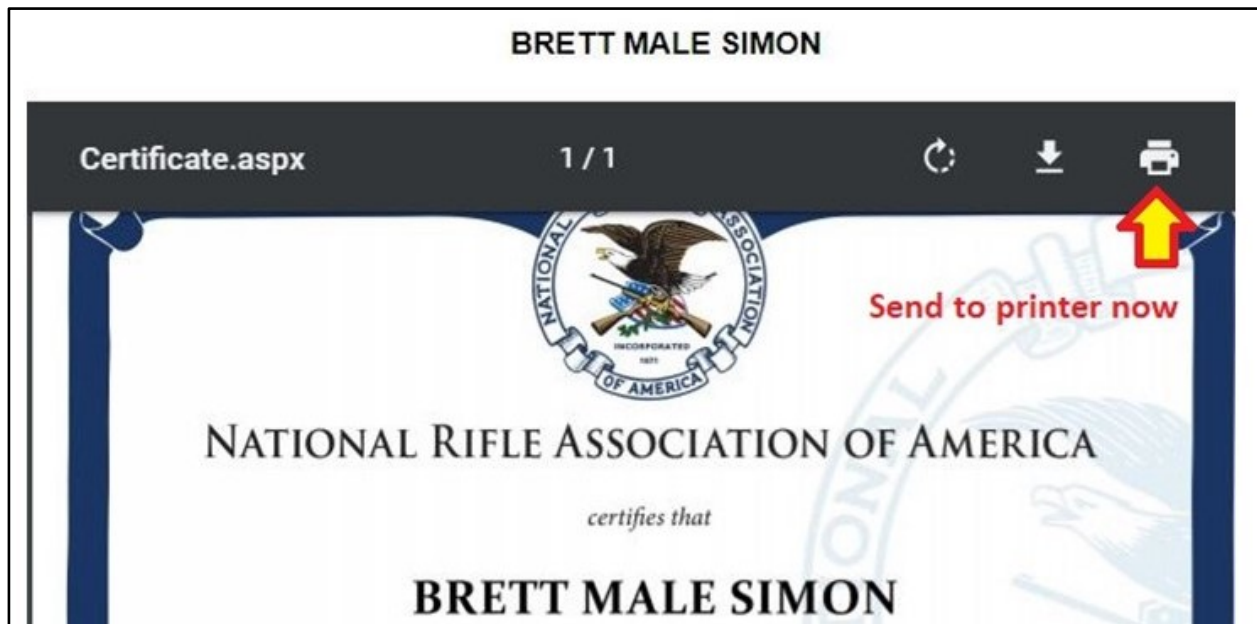 BRETT MALE SIMON
Certificate.aspx 1 / 1
NATIONAL ASSOCIATION
INCORPORATED
1871
OF AMERICA
Send to printer now
NATIONAL RIFLE ASSOCIATION OF AMERICA
certifies that
BRETT MALE SIMON
ONAL